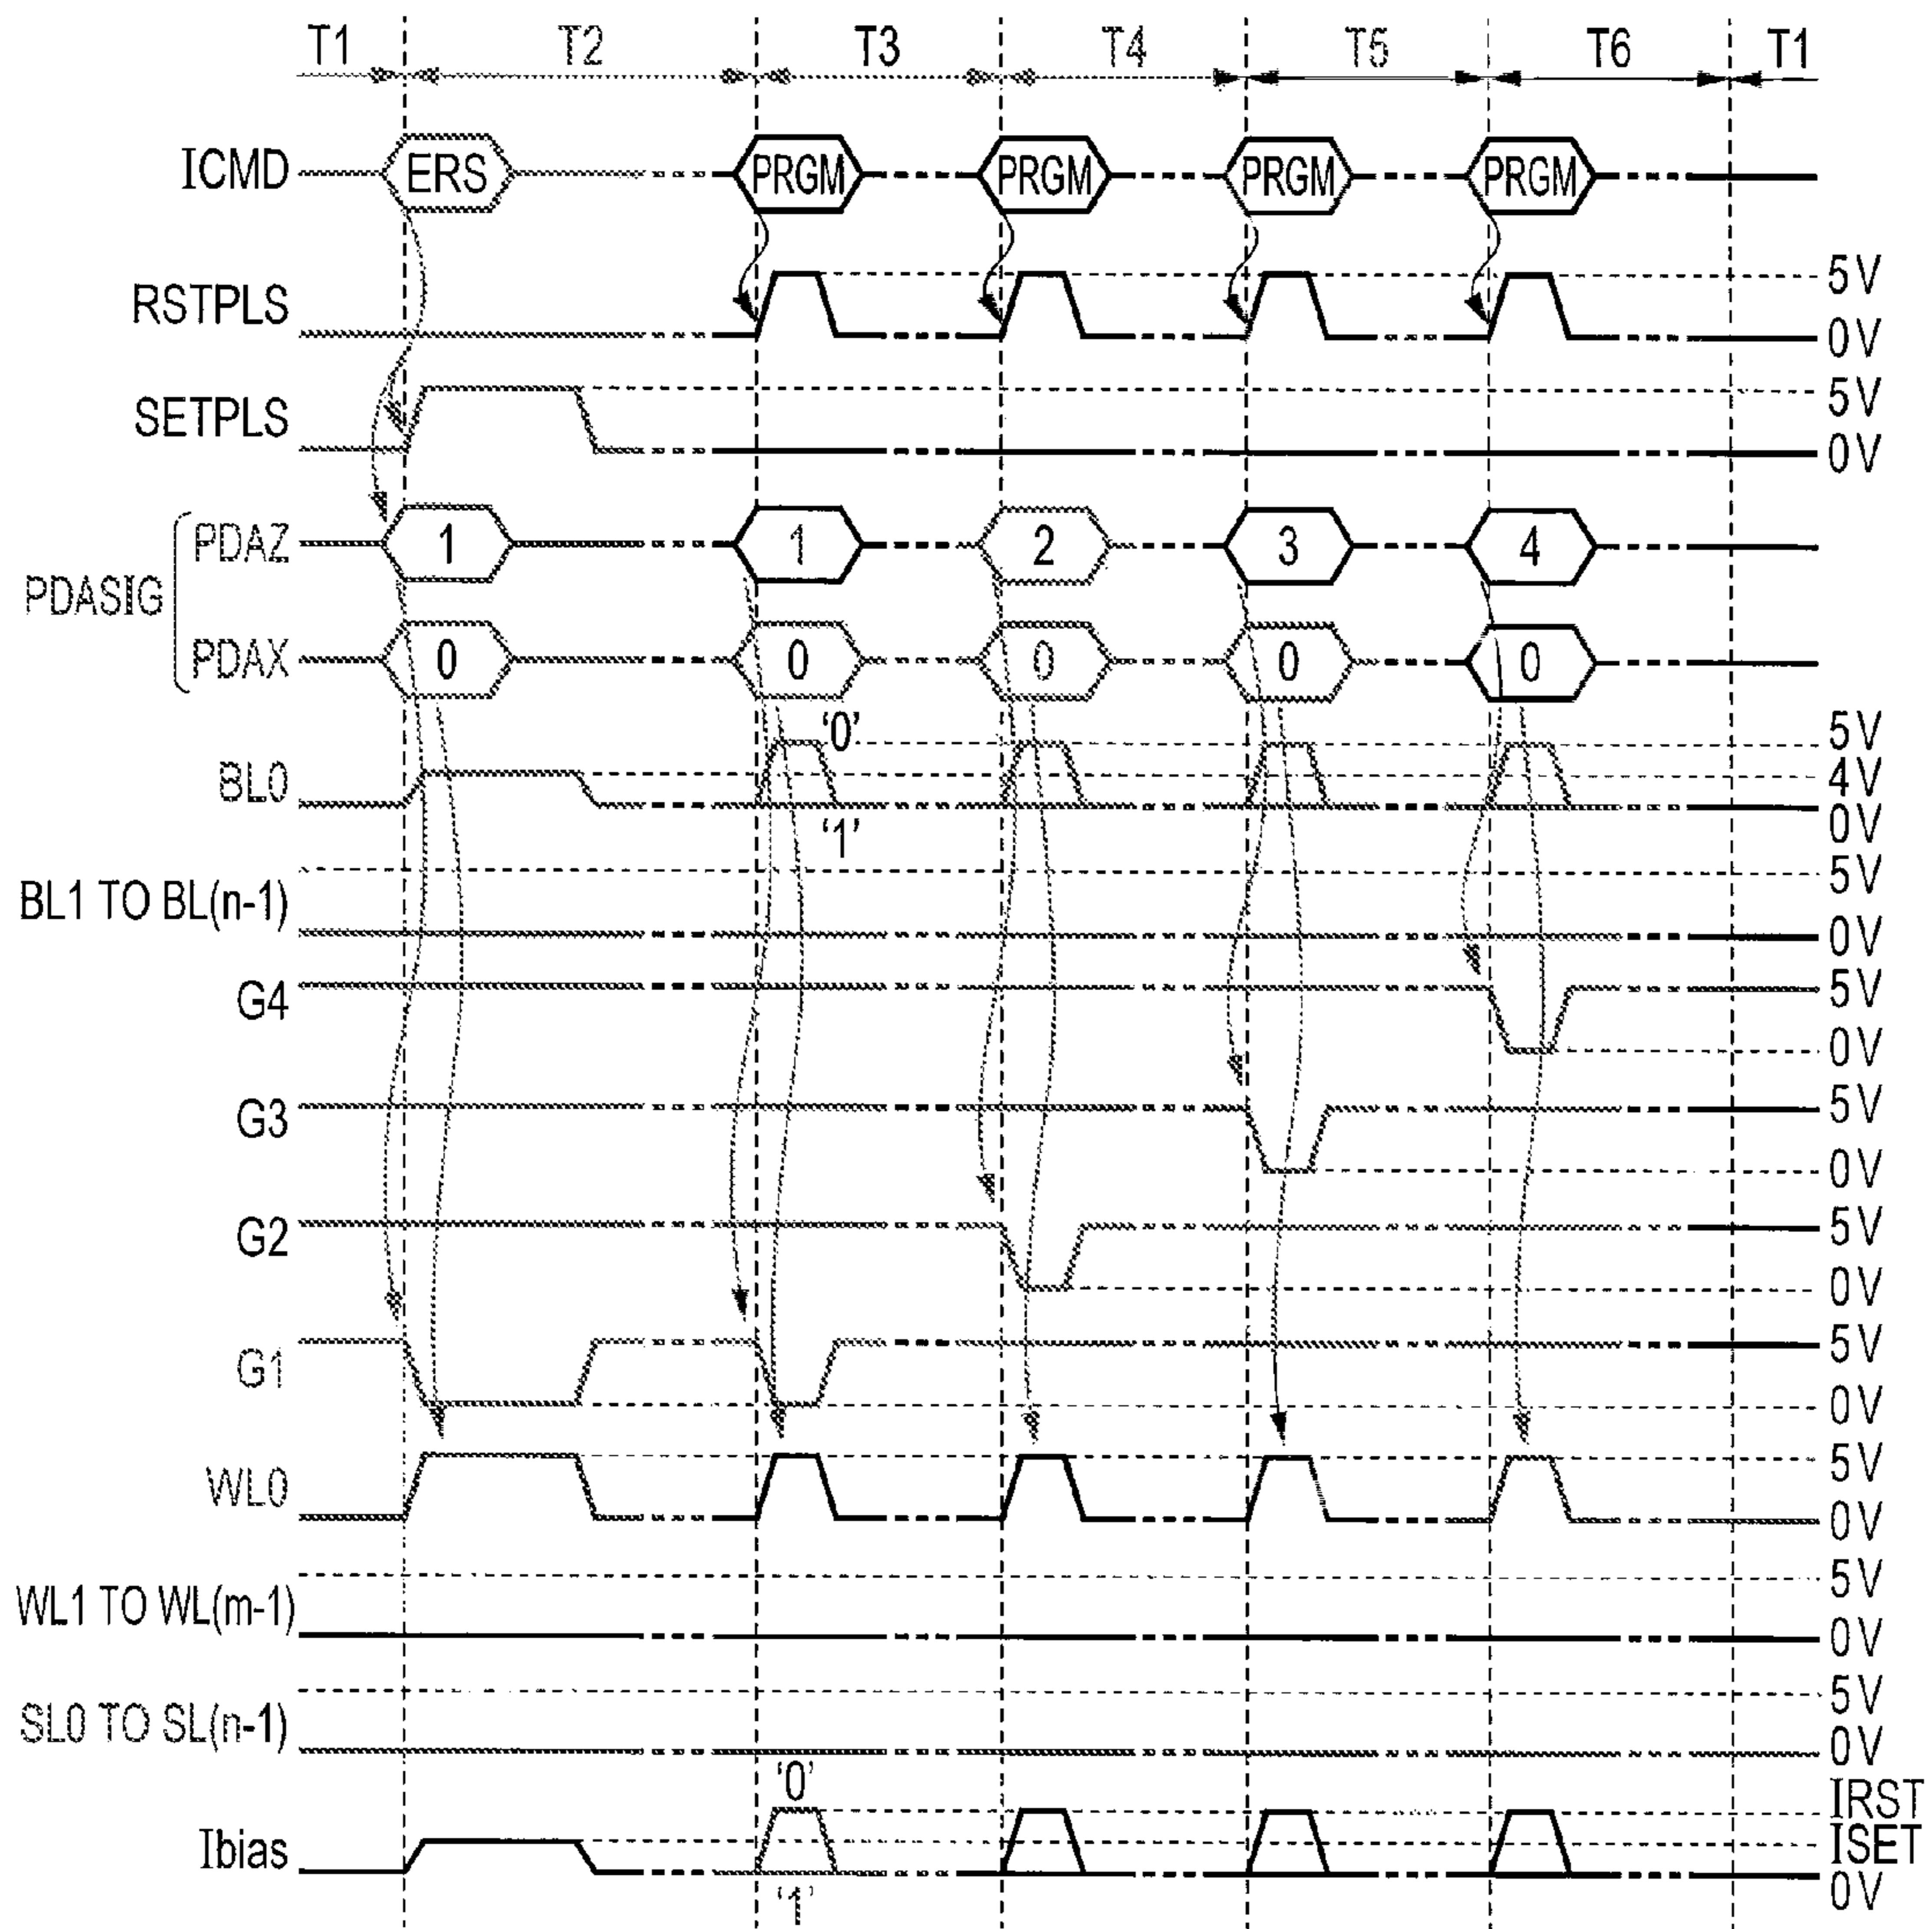 T1 T2 T3 T4 T5 T6 T1
ICMD ERS PRGM PRGM PRGM PRGM
RSTPLS 5V
0V
SETPLS 5V
0V
PDASIG
PDAZ 1 1 2 3 4
PDAX 0 0 0 0 0
BL0 '0' 5V
4V
'1' 0V
BL1 TO BL(n-1) 5V
0V
G4 5V
0V
G3 5V
0V
G2 5V
0V
G1 5V
0V
WL0 5V
0V
WL1 TO WL(m-1) 5V
0V
SL0 TO SL(n-1) 5V
0V
Ibias '0' IRST
ISET
'1' 0V